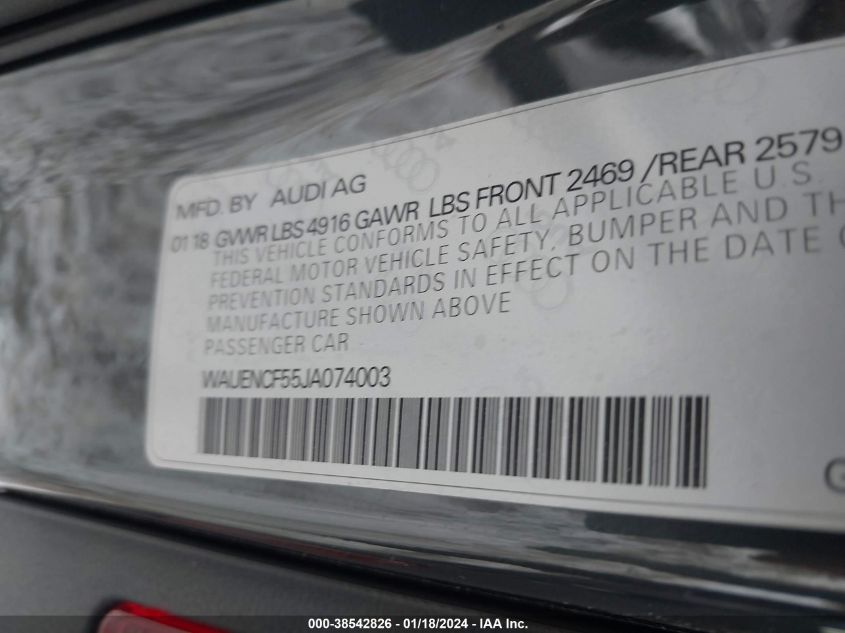 MFD. BY AUDI AG
01 18 GVWR LBS 4916 GAWR LBS FRONT 2469 /REAR 2579
THIS VEHICLE CONFORMS TO ALL APPLICABLE U.S.
FEDERAL MOTOR VEHICLE SAFETY, BUMPER AND TH
PREVENTION STANDARDS IN EFFECT ON THE DATE O
MANUFACTURE SHOWN ABOVE
PASSENGER CAR
WAUENCF55JA074003
G
000-38542826 - 01/18/2024 - IAA Inc.